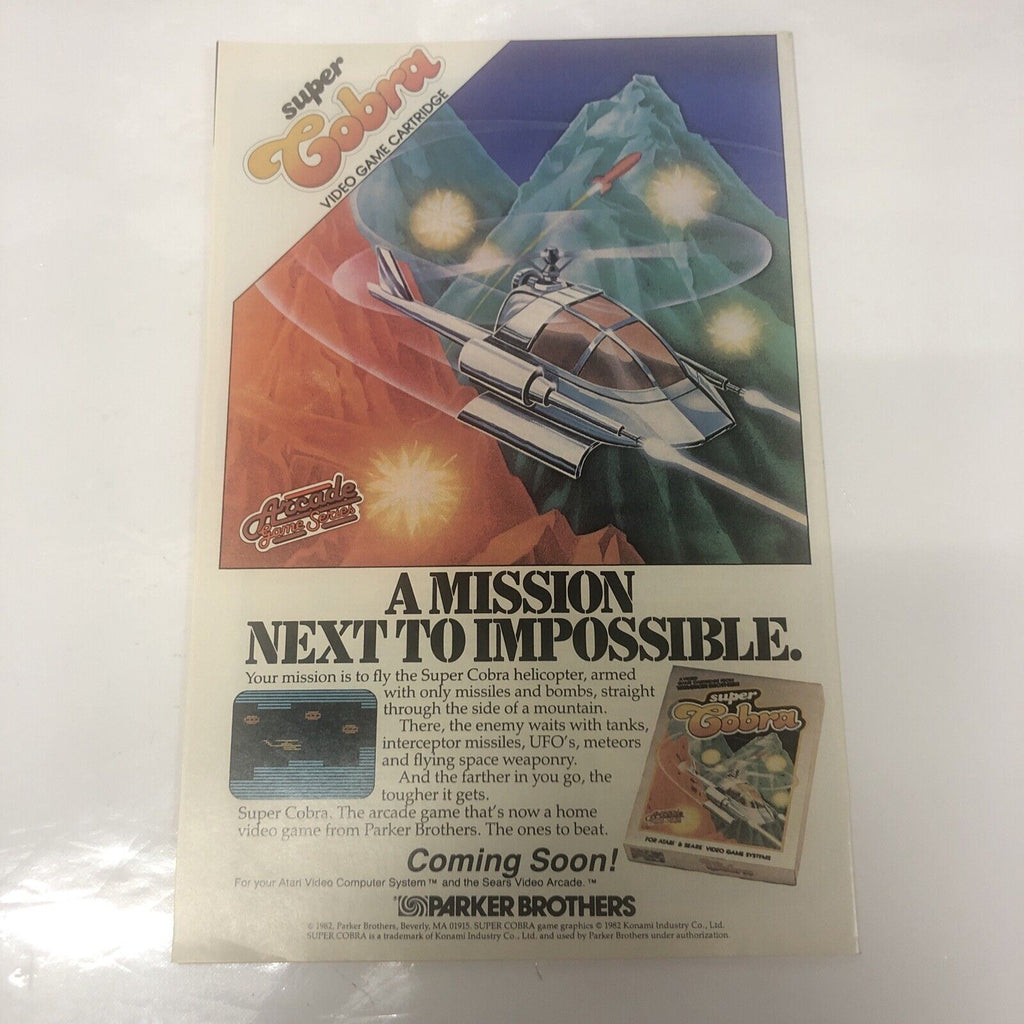 super
Cobra
VIDEO GAME CARTRIDGE
Arcade
Game Series
A MISSION
NEXT TO IMPOSSIBLE.
Your mission is to fly the Super Cobra helicopter, armed
with only missiles and bombs, straight
through the side of a mountain.
There, the enemy waits with tanks,
interceptor missiles, UFO's, meteors
and flying space weaponry.
And the farther in you go, the
tougher it gets.
Super Cobra. The arcade game that's now a home
video game from Parker Brothers. The ones to beat.
super
Cobra
FOR ATARI & SEARS VIDEO GAME SYSTEMS
Coming Soon!
For your Atari Video Computer System™ and the Sears Video Arcade.™
PARKER BROTHERS
© 1982, Parker Brothers, Beverly, MA 01915. SUPER COBRA game graphics © 1982 Konami Industry Co., Ltd.
SUPER COBRA is a trademark of Konami Industry Co., Ltd. and used by Parker Brothers under authorization.